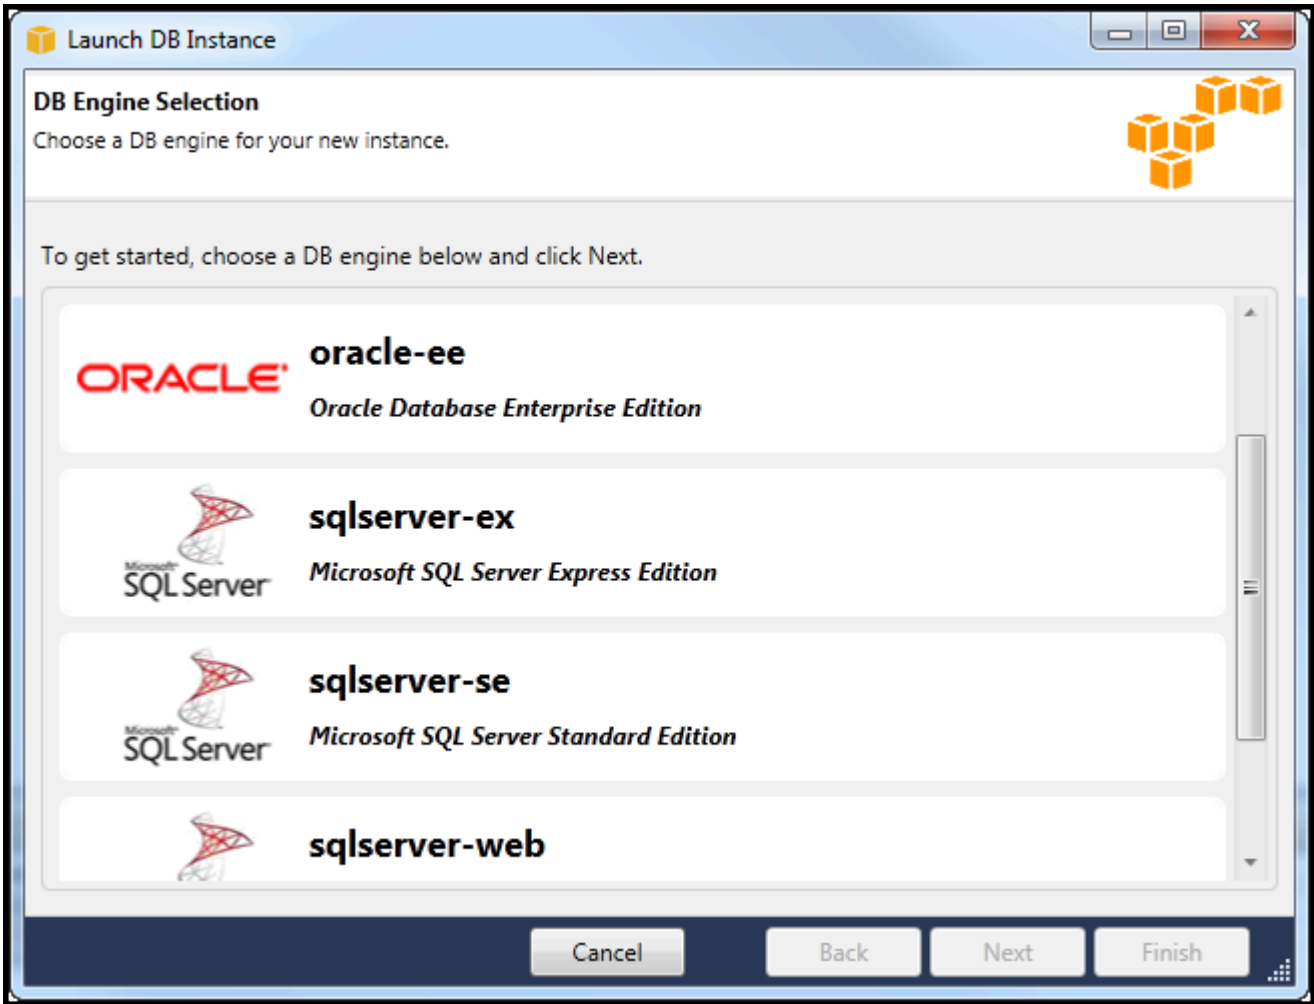 Launch DB Instance
DB Engine Selection
Choose a DB engine for your new instance.
To get started, choose a DB engine below and click Next.
ORACLE
oracle-ee
Oracle Database Enterprise Edition
Microsoft
SQL Server
sqlserver-ex
Microsoft SQL Server Express Edition
Microsoft
SQL Server
sqlserver-se
Microsoft SQL Server Standard Edition
sqlserver-web
Cancel
Back
Next
Finish